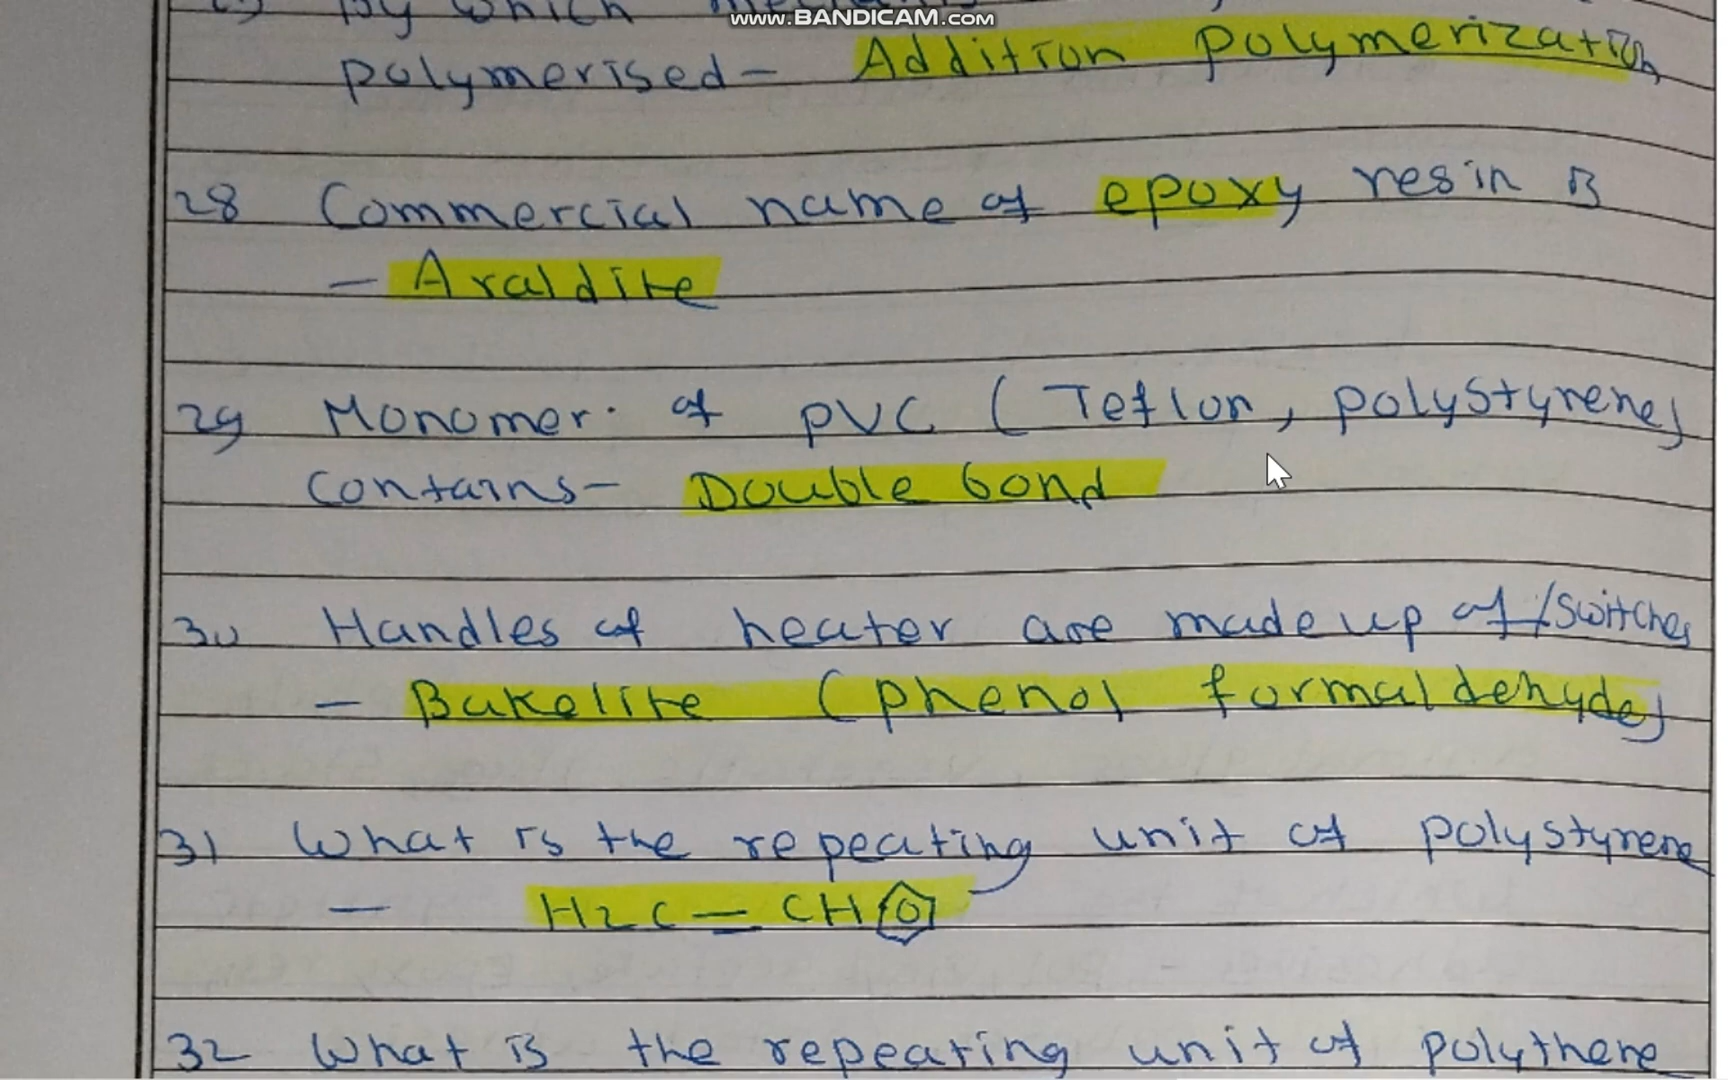 By which
www.BANDICAM.com
polymerised - Addition polymerization
28 Commercial name of epoxy resin is
- Araldite
29 Monomer of PVC (Teflon, polystyrene)
contains - Double bond
30 Handles of heater are made up of /switches
- Bakelite (phenol formaldehyde)
31 What is the repeating unit of polystyrene
- H2C = CH
32 What is the repeating unit of polythene